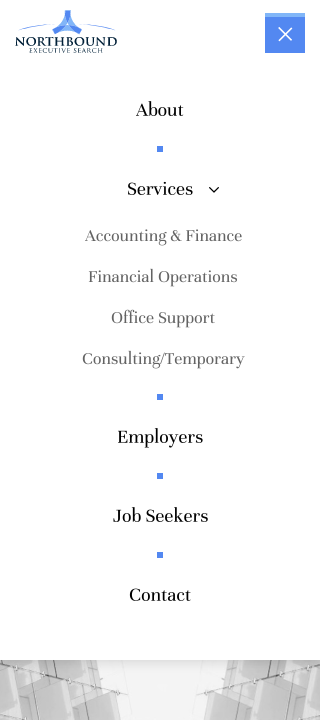 NORTHBOUND
EXECUTIVE SEARCH
About
Services
Accounting & Finance
Financial Operations
Office Support
Consulting/Temporary
Employers
Job Seekers
Contact